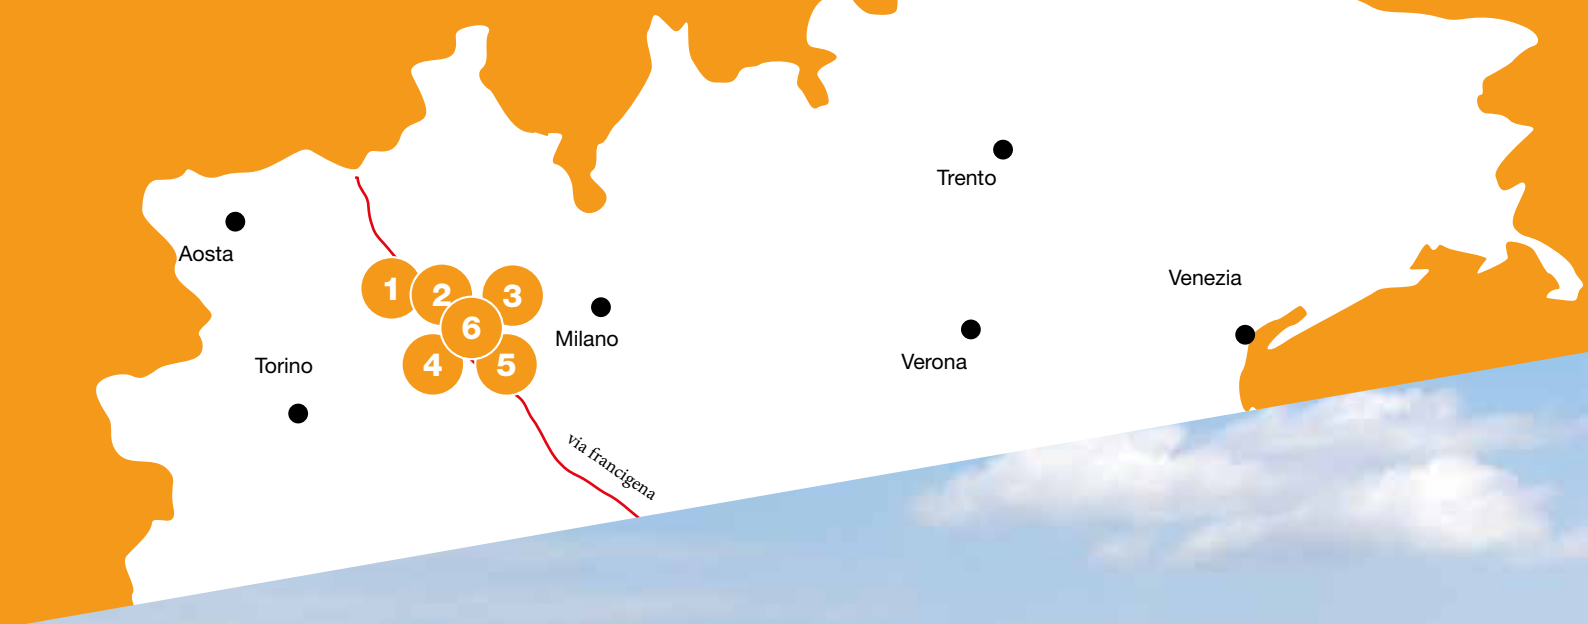 Trento
Aosta
Venezia
1
2
3
6
Milano
Verona
Torino
4
5
via francigena